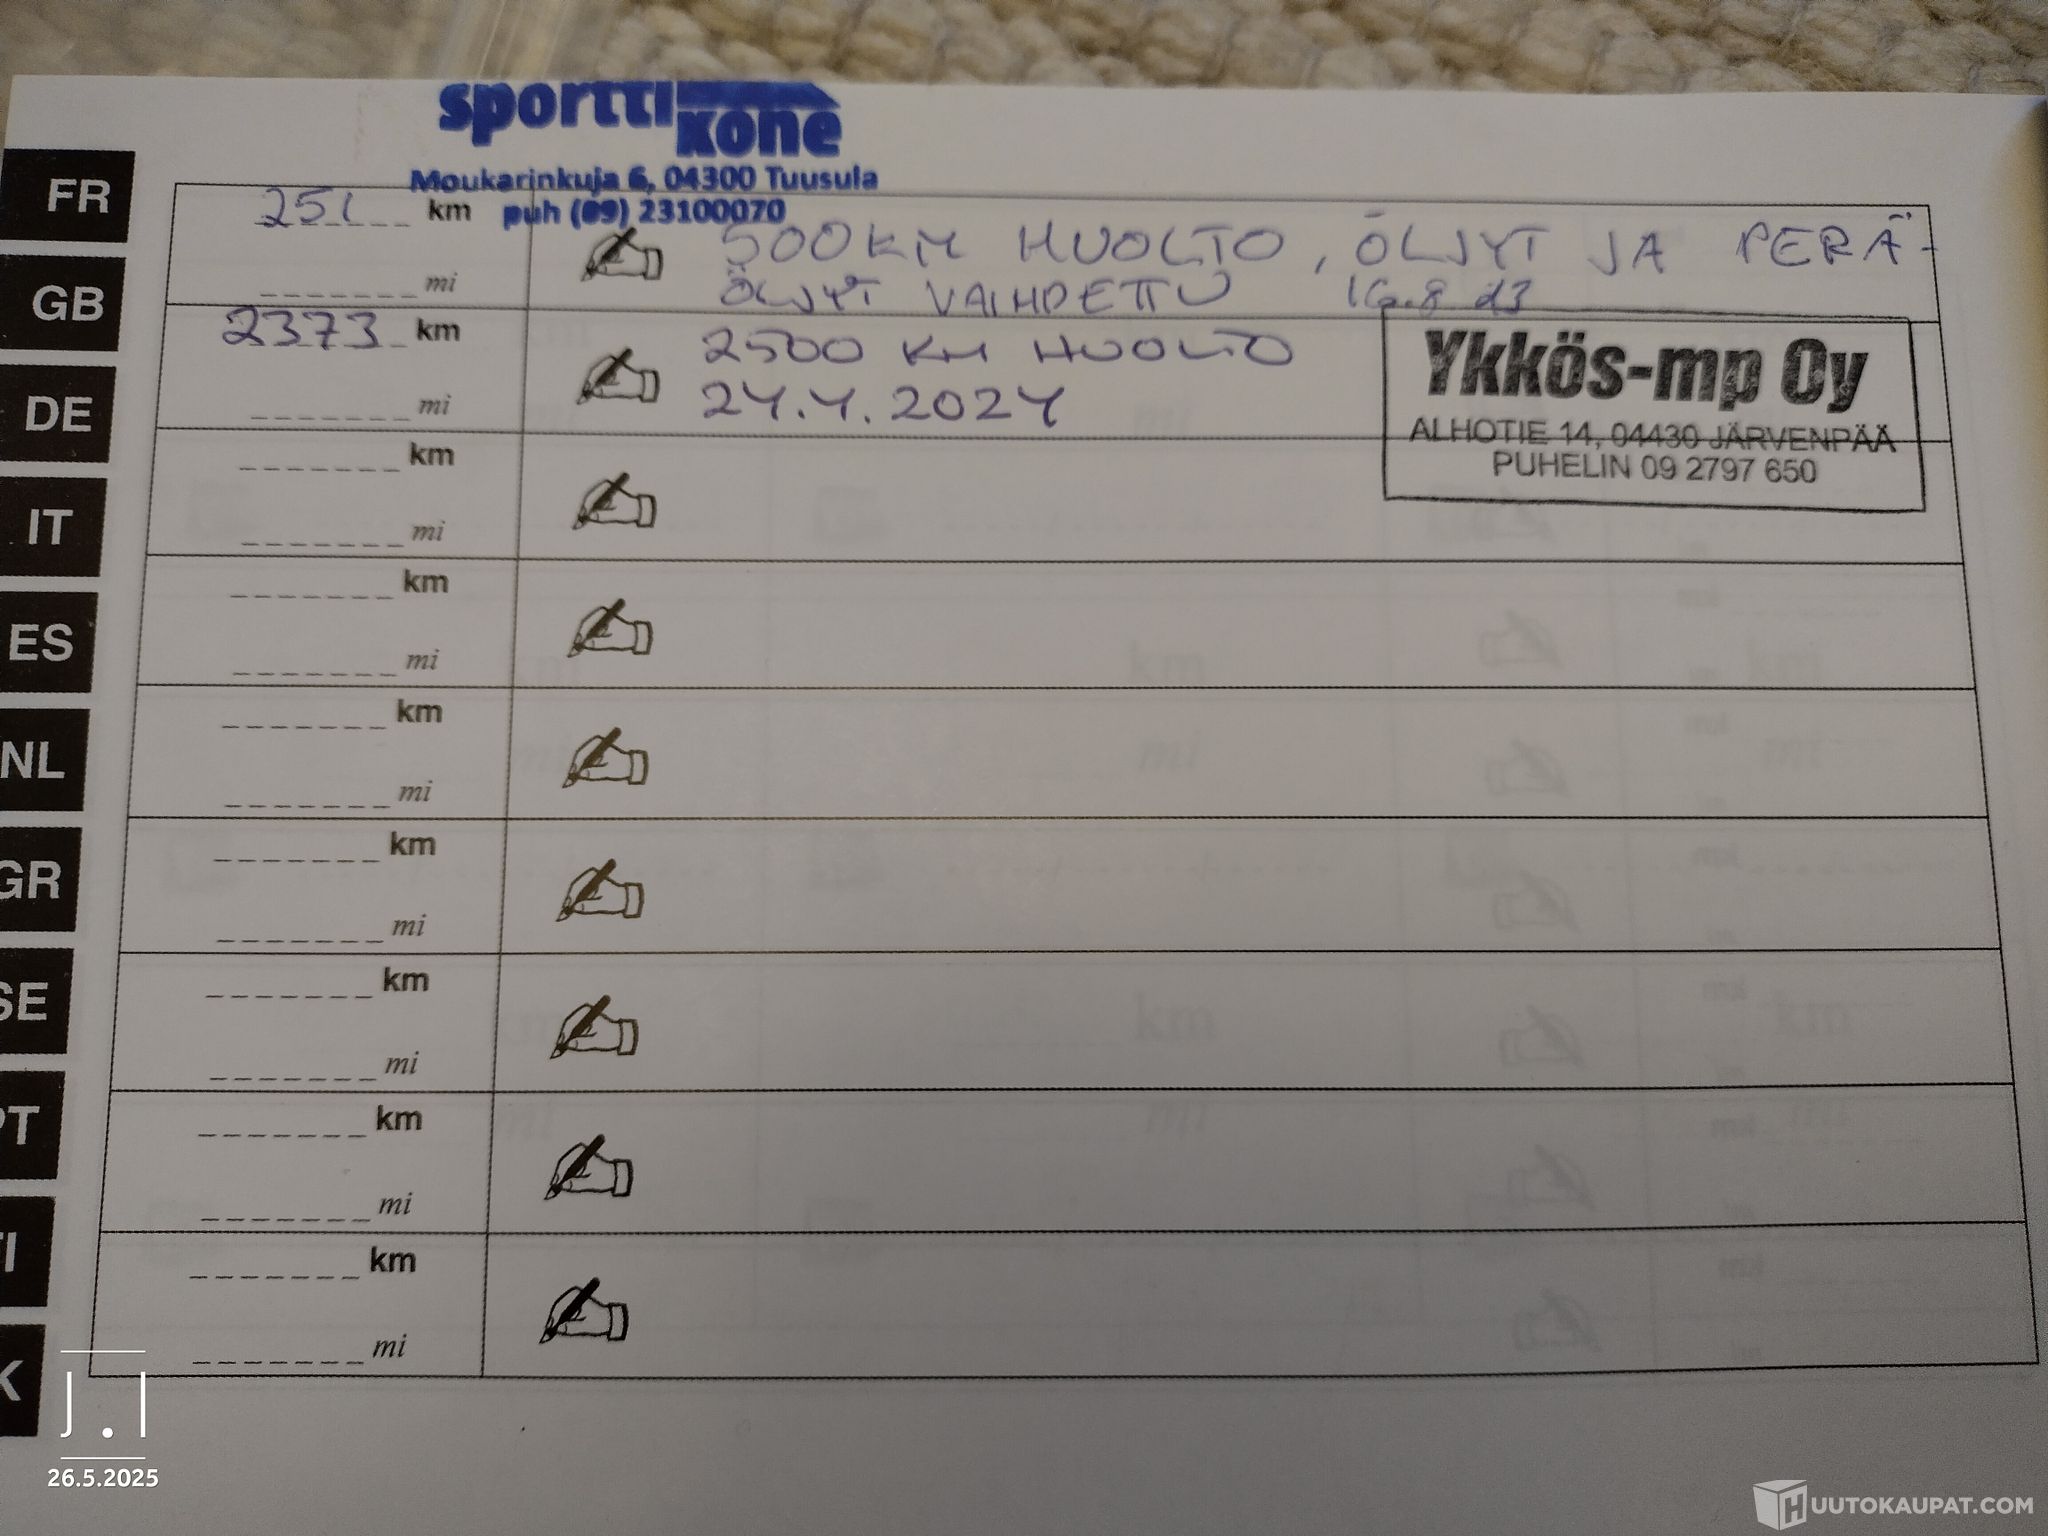 sportti kone
Moukarinkuja 6, 04300 Tuusula
puh (09) 23100070
FR
GB
DE
IT
ES
NL
GR
SE
PT
FI
K
251 km
mi
500KM HUOLTO, ÖLJYT JA PERÄ-
ÖLJYT VAIHDETTU 16.8 23
2373 km
mi
2500 KM HUOLTO
24.4.2024
Ykkös-mp Oy
ALHOTIE 14, 04430 JÄRVENPÄÄ
PUHELIN 09 2797 650
km
mi
km
mi
km
mi
km
mi
km
mi
km
mi
km
mi
J.I
26.5.2025
HUUTOKAUPAT.COM